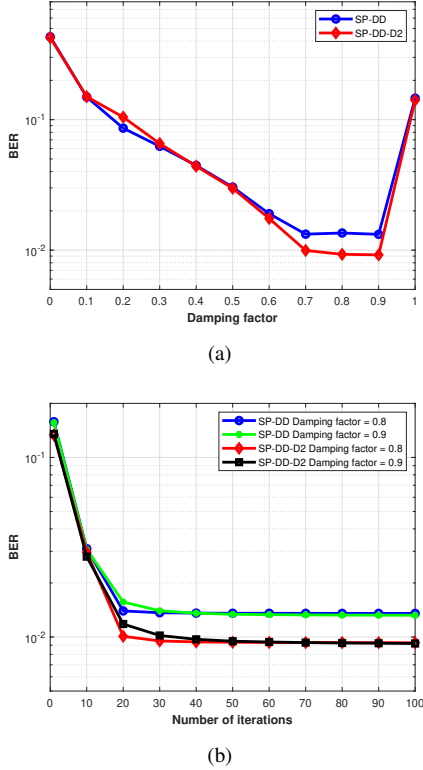 SP-DD
SP-DD-D2
10^-1
10^-2
BER
0 0.1 0.2 0.3 0.4 0.5 0.6 0.7 0.8 0.9 1
Damping factor
(a)
SP-DD Damping factor = 0.8
SP-DD Damping factor = 0.9
SP-DD-D2 Damping factor = 0.8
SP-DD-D2 Damping factor = 0.9
10^-1
10^-2
BER
0 10 20 30 40 50 60 70 80 90 100
Number of iterations
(b)